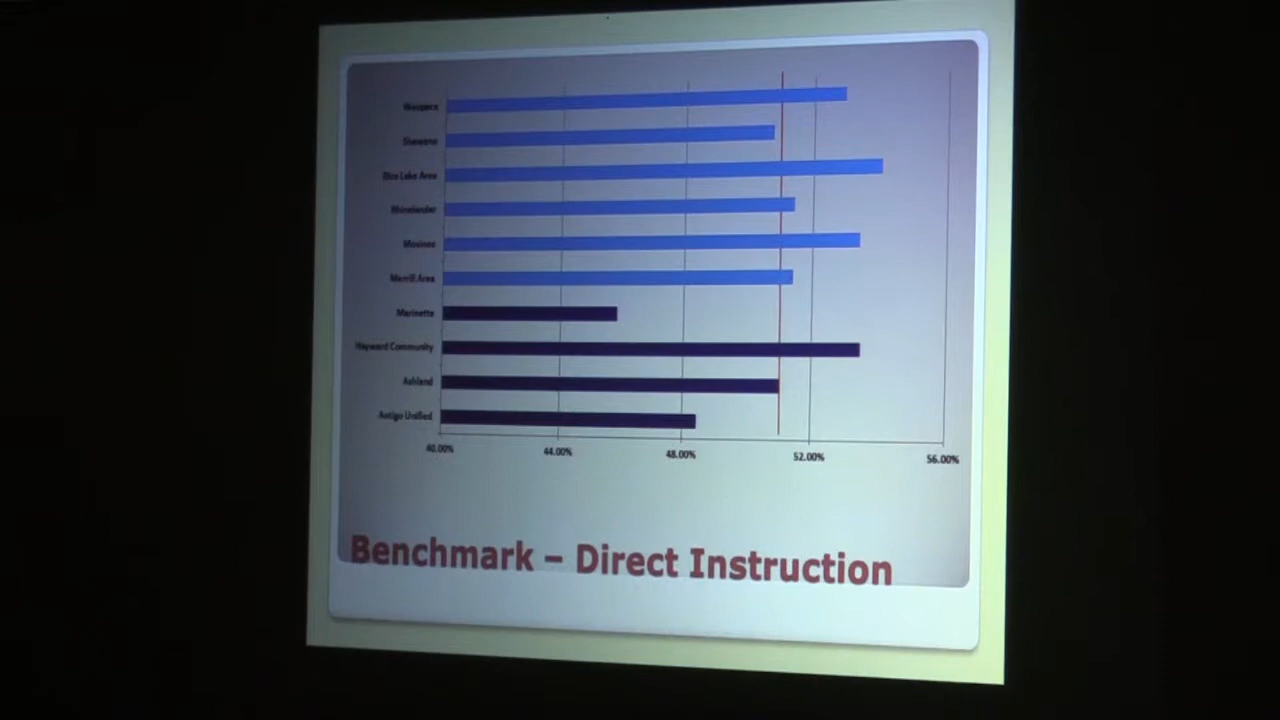 Waupaca
Shawano
Rice Lake Area
Rhinelander
Mosinee
Merrill Area
Marinette
Hayward Community
Ashland
Antigo Unified
40.00%
44.00%
48.00%
52.00%
56.00%
Benchmark – Direct Instruction